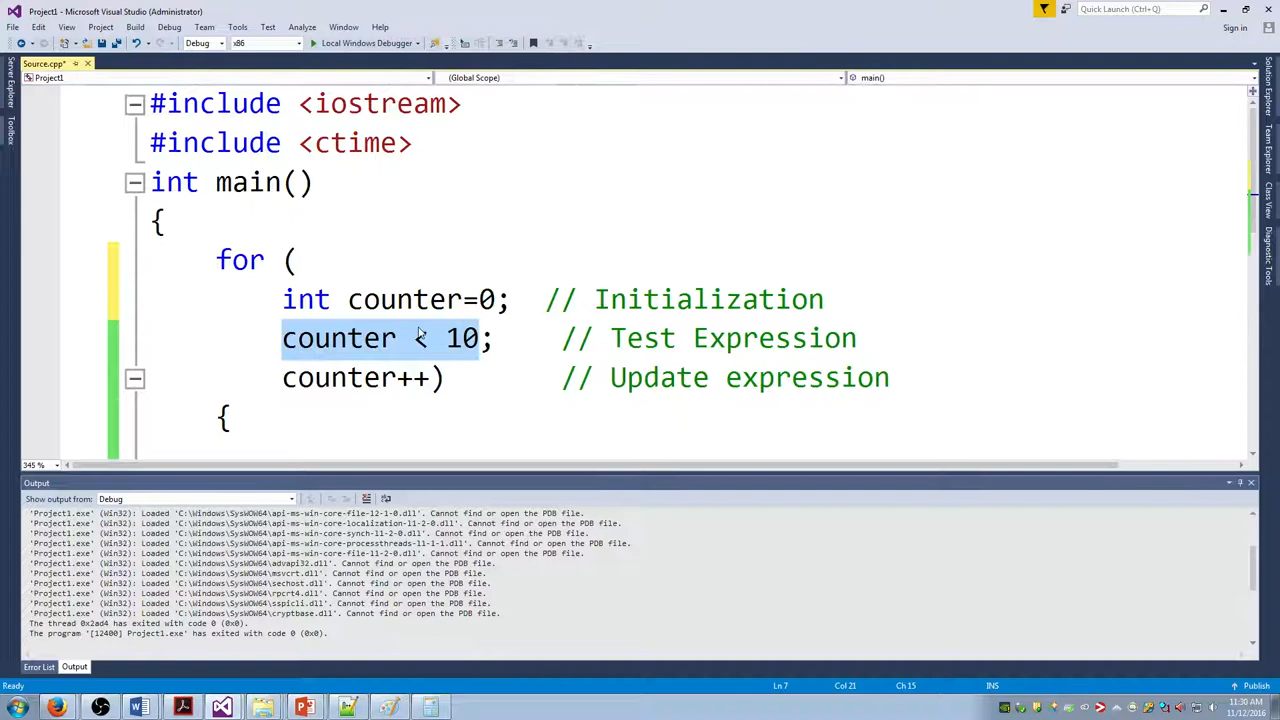 Project1 - Microsoft Visual Studio (Administrator)
Quick Launch (Ctrl+Q)
File Edit View Project Build Debug Team Tools Test Analyze Window Help
Sign in
Debug x86 Local Windows Debugger
Source.cpp*
Project1 (Global Scope) main()
Server Explorer
Toolbox
Solution Explorer
Team Explorer
Class View
Diagnostic Tools
#include <iostream>
#include <ctime>
int main()
{
for (
int counter=0; // Initialization
counter < 10; // Test Expression
counter++) // Update expression
{
345 %
Output
Show output from: Debug
'Project1.exe' (Win32): Loaded 'C:\Windows\SysWOW64\api-ms-win-core-file-l2-1-0.dll'. Cannot find or open the PDB file.
'Project1.exe' (Win32): Loaded 'C:\Windows\SysWOW64\api-ms-win-core-localization-l1-2-0.dll'. Cannot find or open the PDB file.
'Project1.exe' (Win32): Loaded 'C:\Windows\SysWOW64\api-ms-win-core-synch-l1-2-0.dll'. Cannot find or open the PDB file.
'Project1.exe' (Win32): Loaded 'C:\Windows\SysWOW64\api-ms-win-core-processthreads-l1-1-1.dll'. Cannot find or open the PDB file.
'Project1.exe' (Win32): Loaded 'C:\Windows\SysWOW64\api-ms-win-core-file-l1-2-0.dll'. Cannot find or open the PDB file.
'Project1.exe' (Win32): Loaded 'C:\Windows\SysWOW64\advapi32.dll'. Cannot find or open the PDB file.
'Project1.exe' (Win32): Loaded 'C:\Windows\SysWOW64\msvcrt.dll'. Cannot find or open the PDB file.
'Project1.exe' (Win32): Loaded 'C:\Windows\SysWOW64\sechost.dll'. Cannot find or open the PDB file.
'Project1.exe' (Win32): Loaded 'C:\Windows\SysWOW64\rpcrt4.dll'. Cannot find or open the PDB file.
'Project1.exe' (Win32): Loaded 'C:\Windows\SysWOW64\sspicli.dll'. Cannot find or open the PDB file.
'Project1.exe' (Win32): Loaded 'C:\Windows\SysWOW64\cryptbase.dll'. Cannot find or open the PDB file.
The thread 0x2ad4 has exited with code 0 (0x0).
The program '[12400] Project1.exe' has exited with code 0 (0x0).
Error List Output
Ready Ln 7 Col 21 Ch 15 INS Publish
11:30 AM
11/12/2016